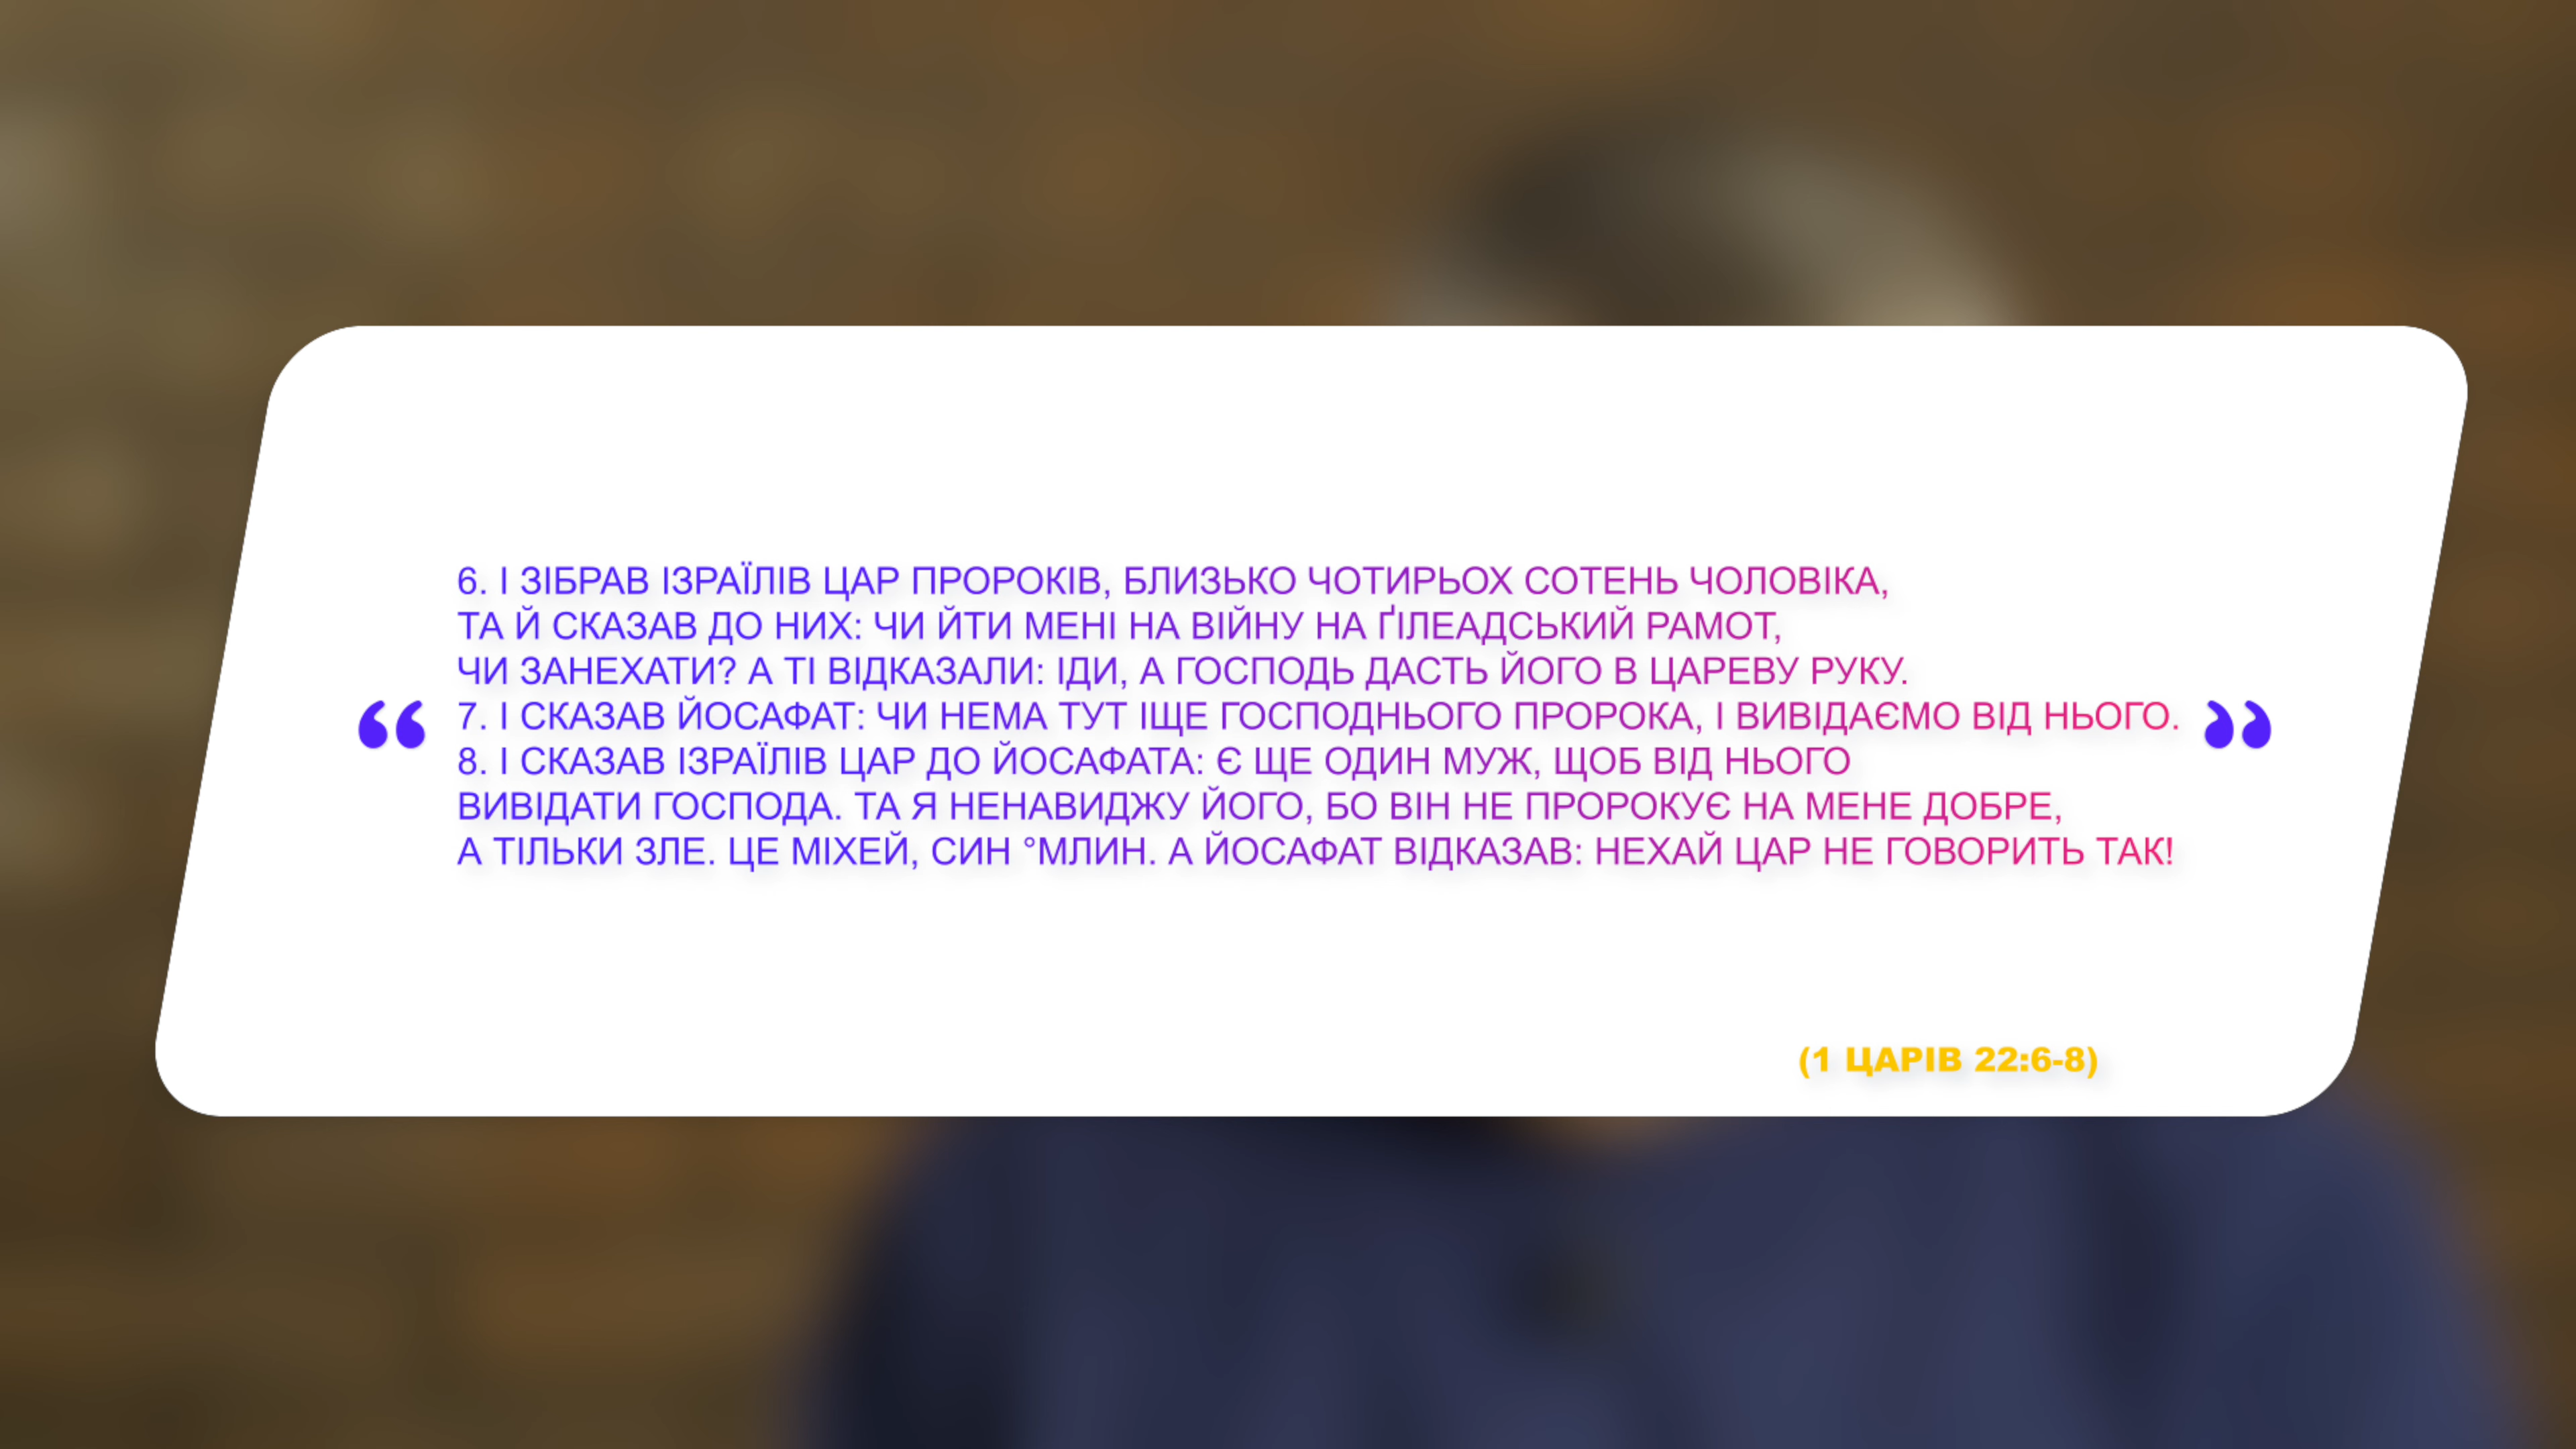 6. І ЗІБРАВ ІЗРАЇЛІВ ЦАР ПРОРОКІВ, БЛИЗЬКО ЧОТИРЬОХ СОТЕНЬ ЧОЛОВІКА,
ТА Й СКАЗАВ ДО НИХ: ЧИ ЙТИ МЕНІ НА ВІЙНУ НА ҐІЛЕАДСЬКИЙ РАМОТ,
ЧИ ЗАНЕХАТИ? А ТІ ВІДКАЗАЛИ: ІДИ, А ГОСПОДЬ ДАСТЬ ЙОГО В ЦАРЕВУ РУКУ.
“ 7. І СКАЗАВ ЙОСАФАТ: ЧИ НЕМА ТУТ ІЩЕ ГОСПОДНЬОГО ПРОРОКА, І ВИВІДАЄМО ВІД НЬОГО. ”
8. І СКАЗАВ ІЗРАЇЛІВ ЦАР ДО ЙОСАФАТА: Є ЩЕ ОДИН МУЖ, ЩОБ ВІД НЬОГО
ВИВІДАТИ ГОСПОДА. ТА Я НЕНАВИДЖУ ЙОГО, БО ВІН НЕ ПРОРОКУЄ НА МЕНЕ ДОБРЕ,
А ТІЛЬКИ ЗЛЕ. ЦЕ МІХЕЙ, СИН °МЛИН. А ЙОСАФАТ ВІДКАЗАВ: НЕХАЙ ЦАР НЕ ГОВОРИТЬ ТАК!
(1 ЦАРІВ 22:6-8)